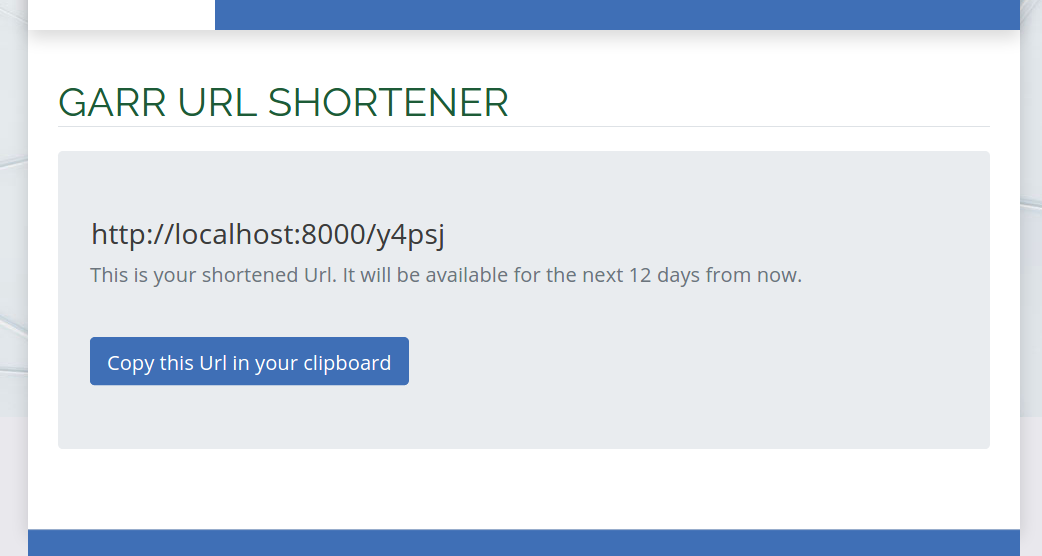 GARR URL SHORTENER
http://localhost:8000/y4psj
This is your shortened Url. It will be available for the next 12 days from now.
Copy this Url in your clipboard